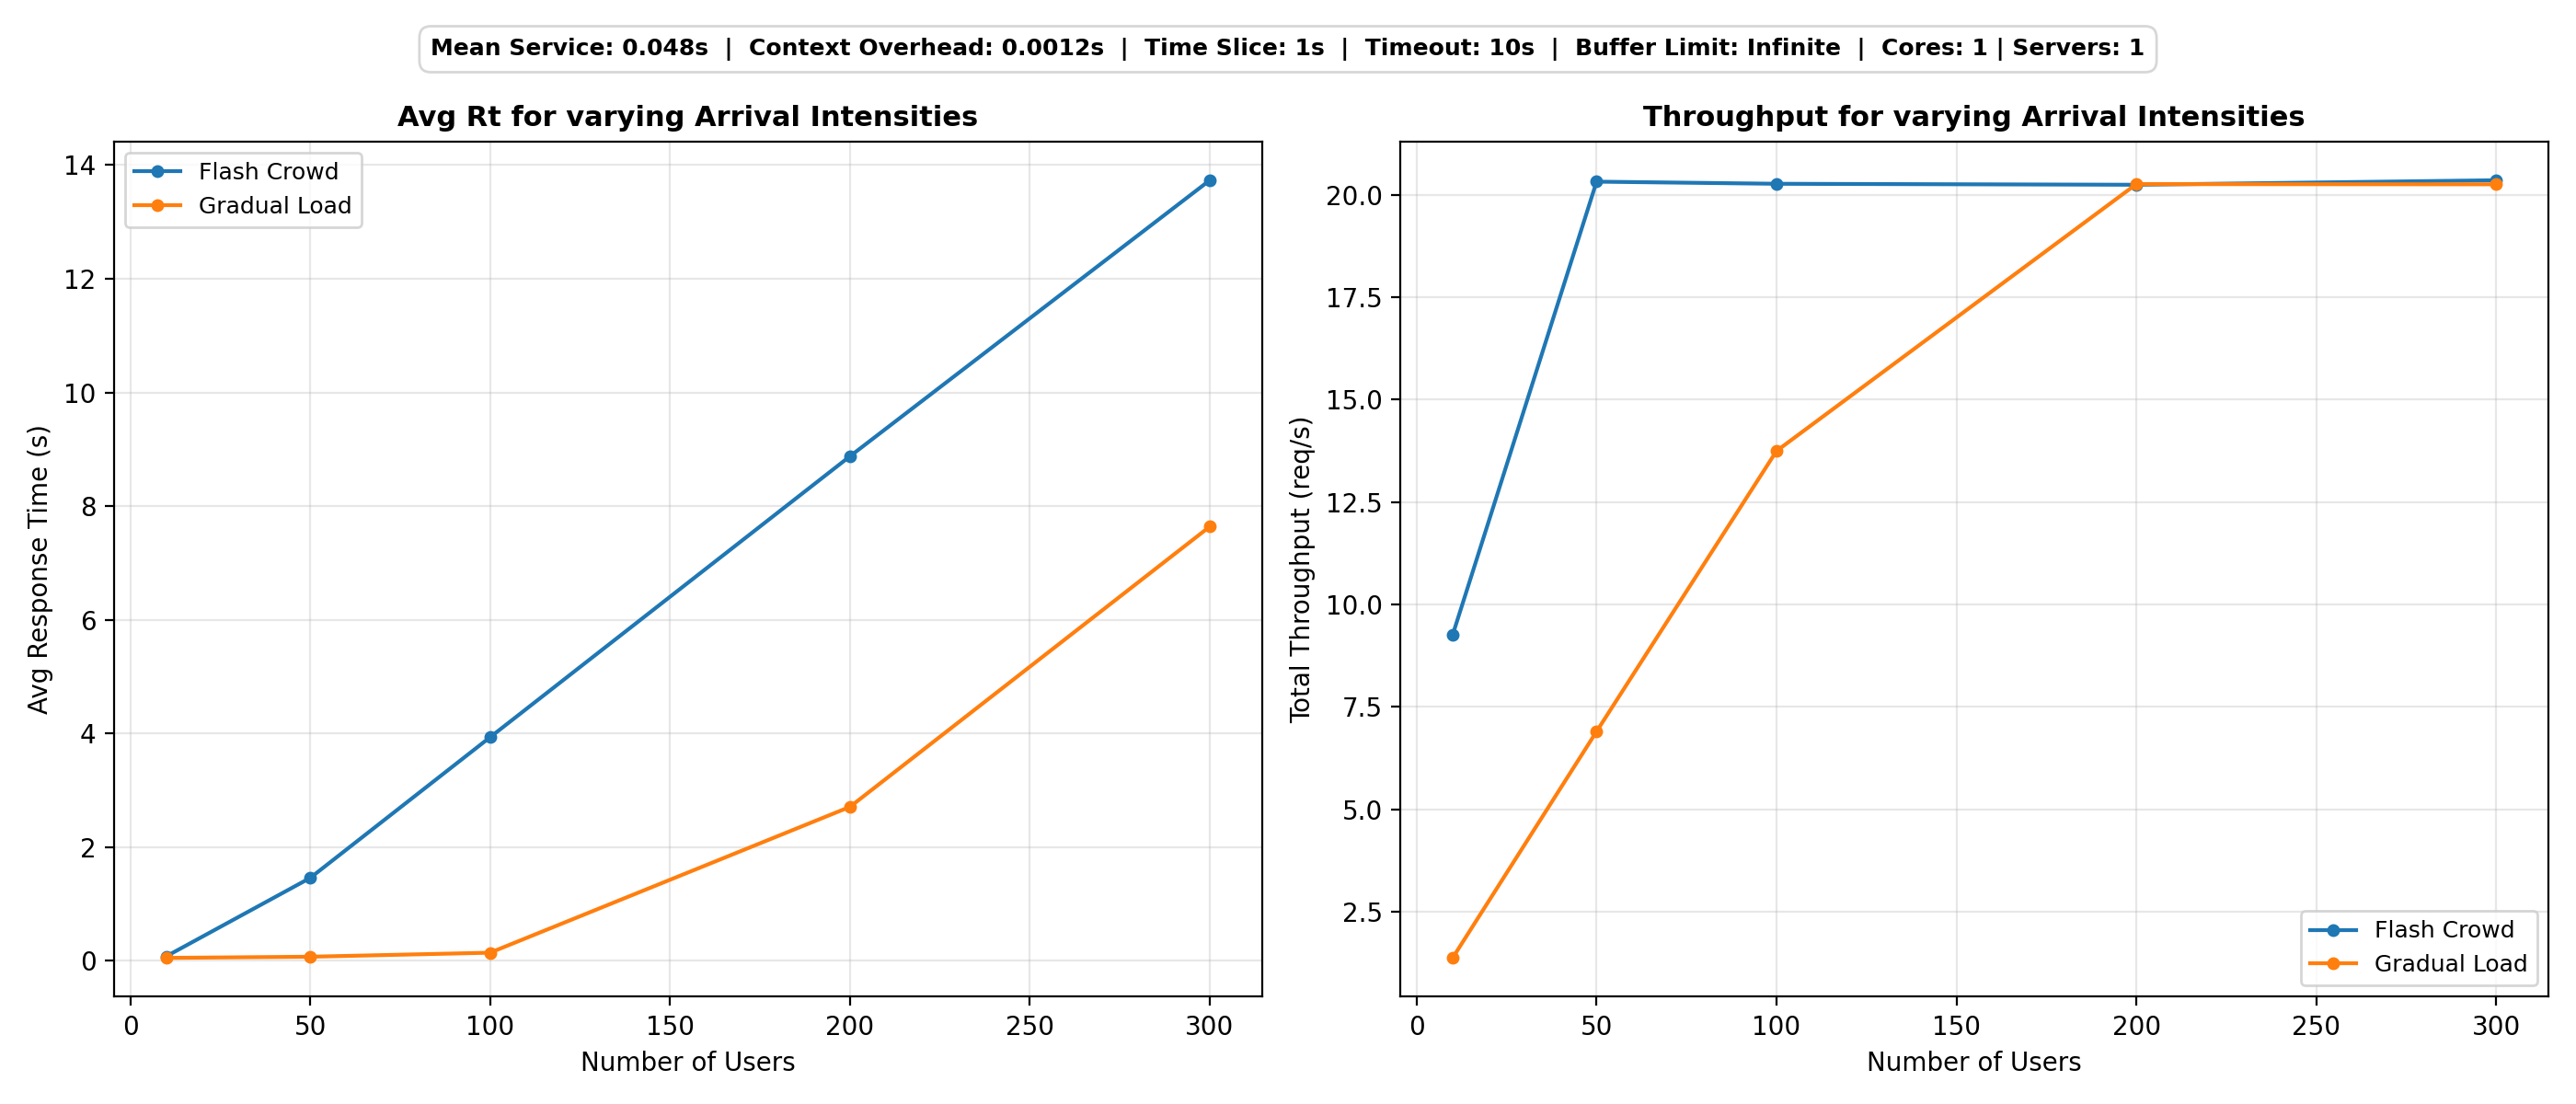 Mean Service: 0.048s | Context Overhead: 0.0012s | Time Slice: 1s | Timeout: 10s | Buffer Limit: Infinite | Cores: 1 | Servers: 1
Avg Rt for varying Arrival Intensities
Flash Crowd
Gradual Load
Avg Response Time (s)
14
12
10
8
6
4
2
0
0 50 100 150 200 250 300
Number of Users
Throughput for varying Arrival Intensities
Total Throughput (req/s)
20.0
17.5
15.0
12.5
10.0
7.5
5.0
2.5
Flash Crowd
Gradual Load
0 50 100 150 200 250 300
Number of Users